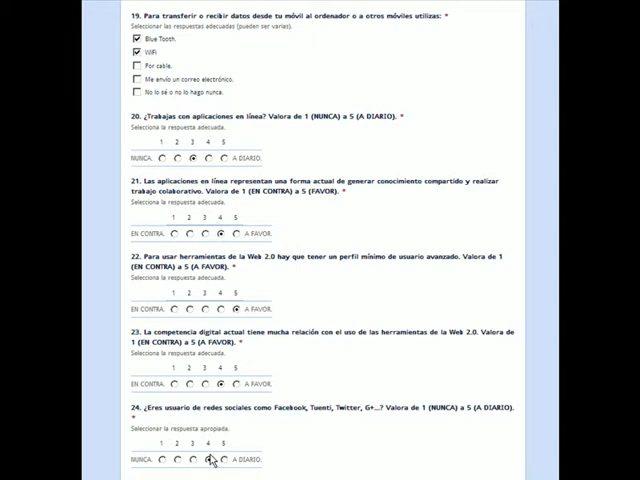 19. Para transferir o recibir datos desde tu móvil al ordenador o a otros móviles utilizas: *
Seleccionar las respuestas adecuadas (pueden ser varias).
Blue Tooth.
WiFi
Por cable.
Me envío un correo electrónico.
No lo sé o no lo hago nunca.
20. ¿Trabajas con aplicaciones en línea? Valora de 1 (NUNCA) a 5 (A DIARIO). *
Selecciona la respuesta adecuada.
1 2 3 4 5
NUNCA. A DIARIO.
21. Las aplicaciones en línea representan una forma actual de generar conocimiento compartido y realizar
trabajo colaborativo. Valora de 1 (EN CONTRA) a 5 (FAVOR). *
Selecciona la respuesta adecuada.
1 2 3 4 5
EN CONTRA. A FAVOR.
22. Para usar herramientas de la Web 2.0 hay que tener un perfil mínimo de usuario avanzado. Valora de 1
(EN CONTRA) a 5 (A FAVOR). *
Selecciona la respuesta adecuada.
1 2 3 4 5
EN CONTRA. A FAVOR.
23. La competencia digital actual tiene mucha relación con el uso de las herramientas de la Web 2.0. Valora de
1 (EN CONTRA) a 5 (A FAVOR). *
Selecciona la respuesta adecuada.
1 2 3 4 5
EN CONTRA. A FAVOR.
24. ¿Eres usuario de redes sociales como Facebook, Tuenti, Twitter, G+...? Valora de 1 (NUNCA) a 5 (A DIARIO).
*
Seleccionar la respuesta apropiada.
1 2 3 4 5
NUNCA. A DIARIO.